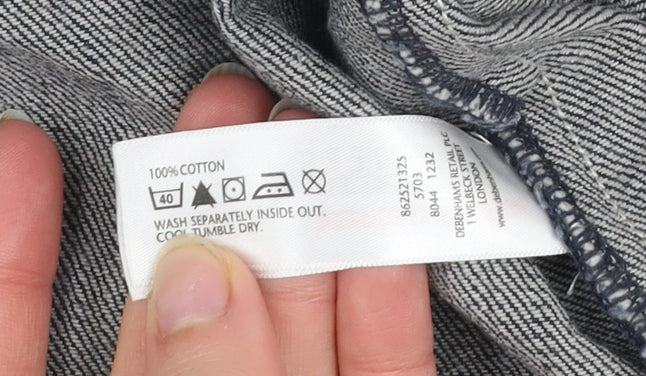 100% COTTON
40
WASH SEPARATELY INSIDE OUT.
COOL TUMBLE DRY.
862521325
5703
8044 1232
DEBENHAMS RETAIL PLC
1 WELBECK STREET
LONDON